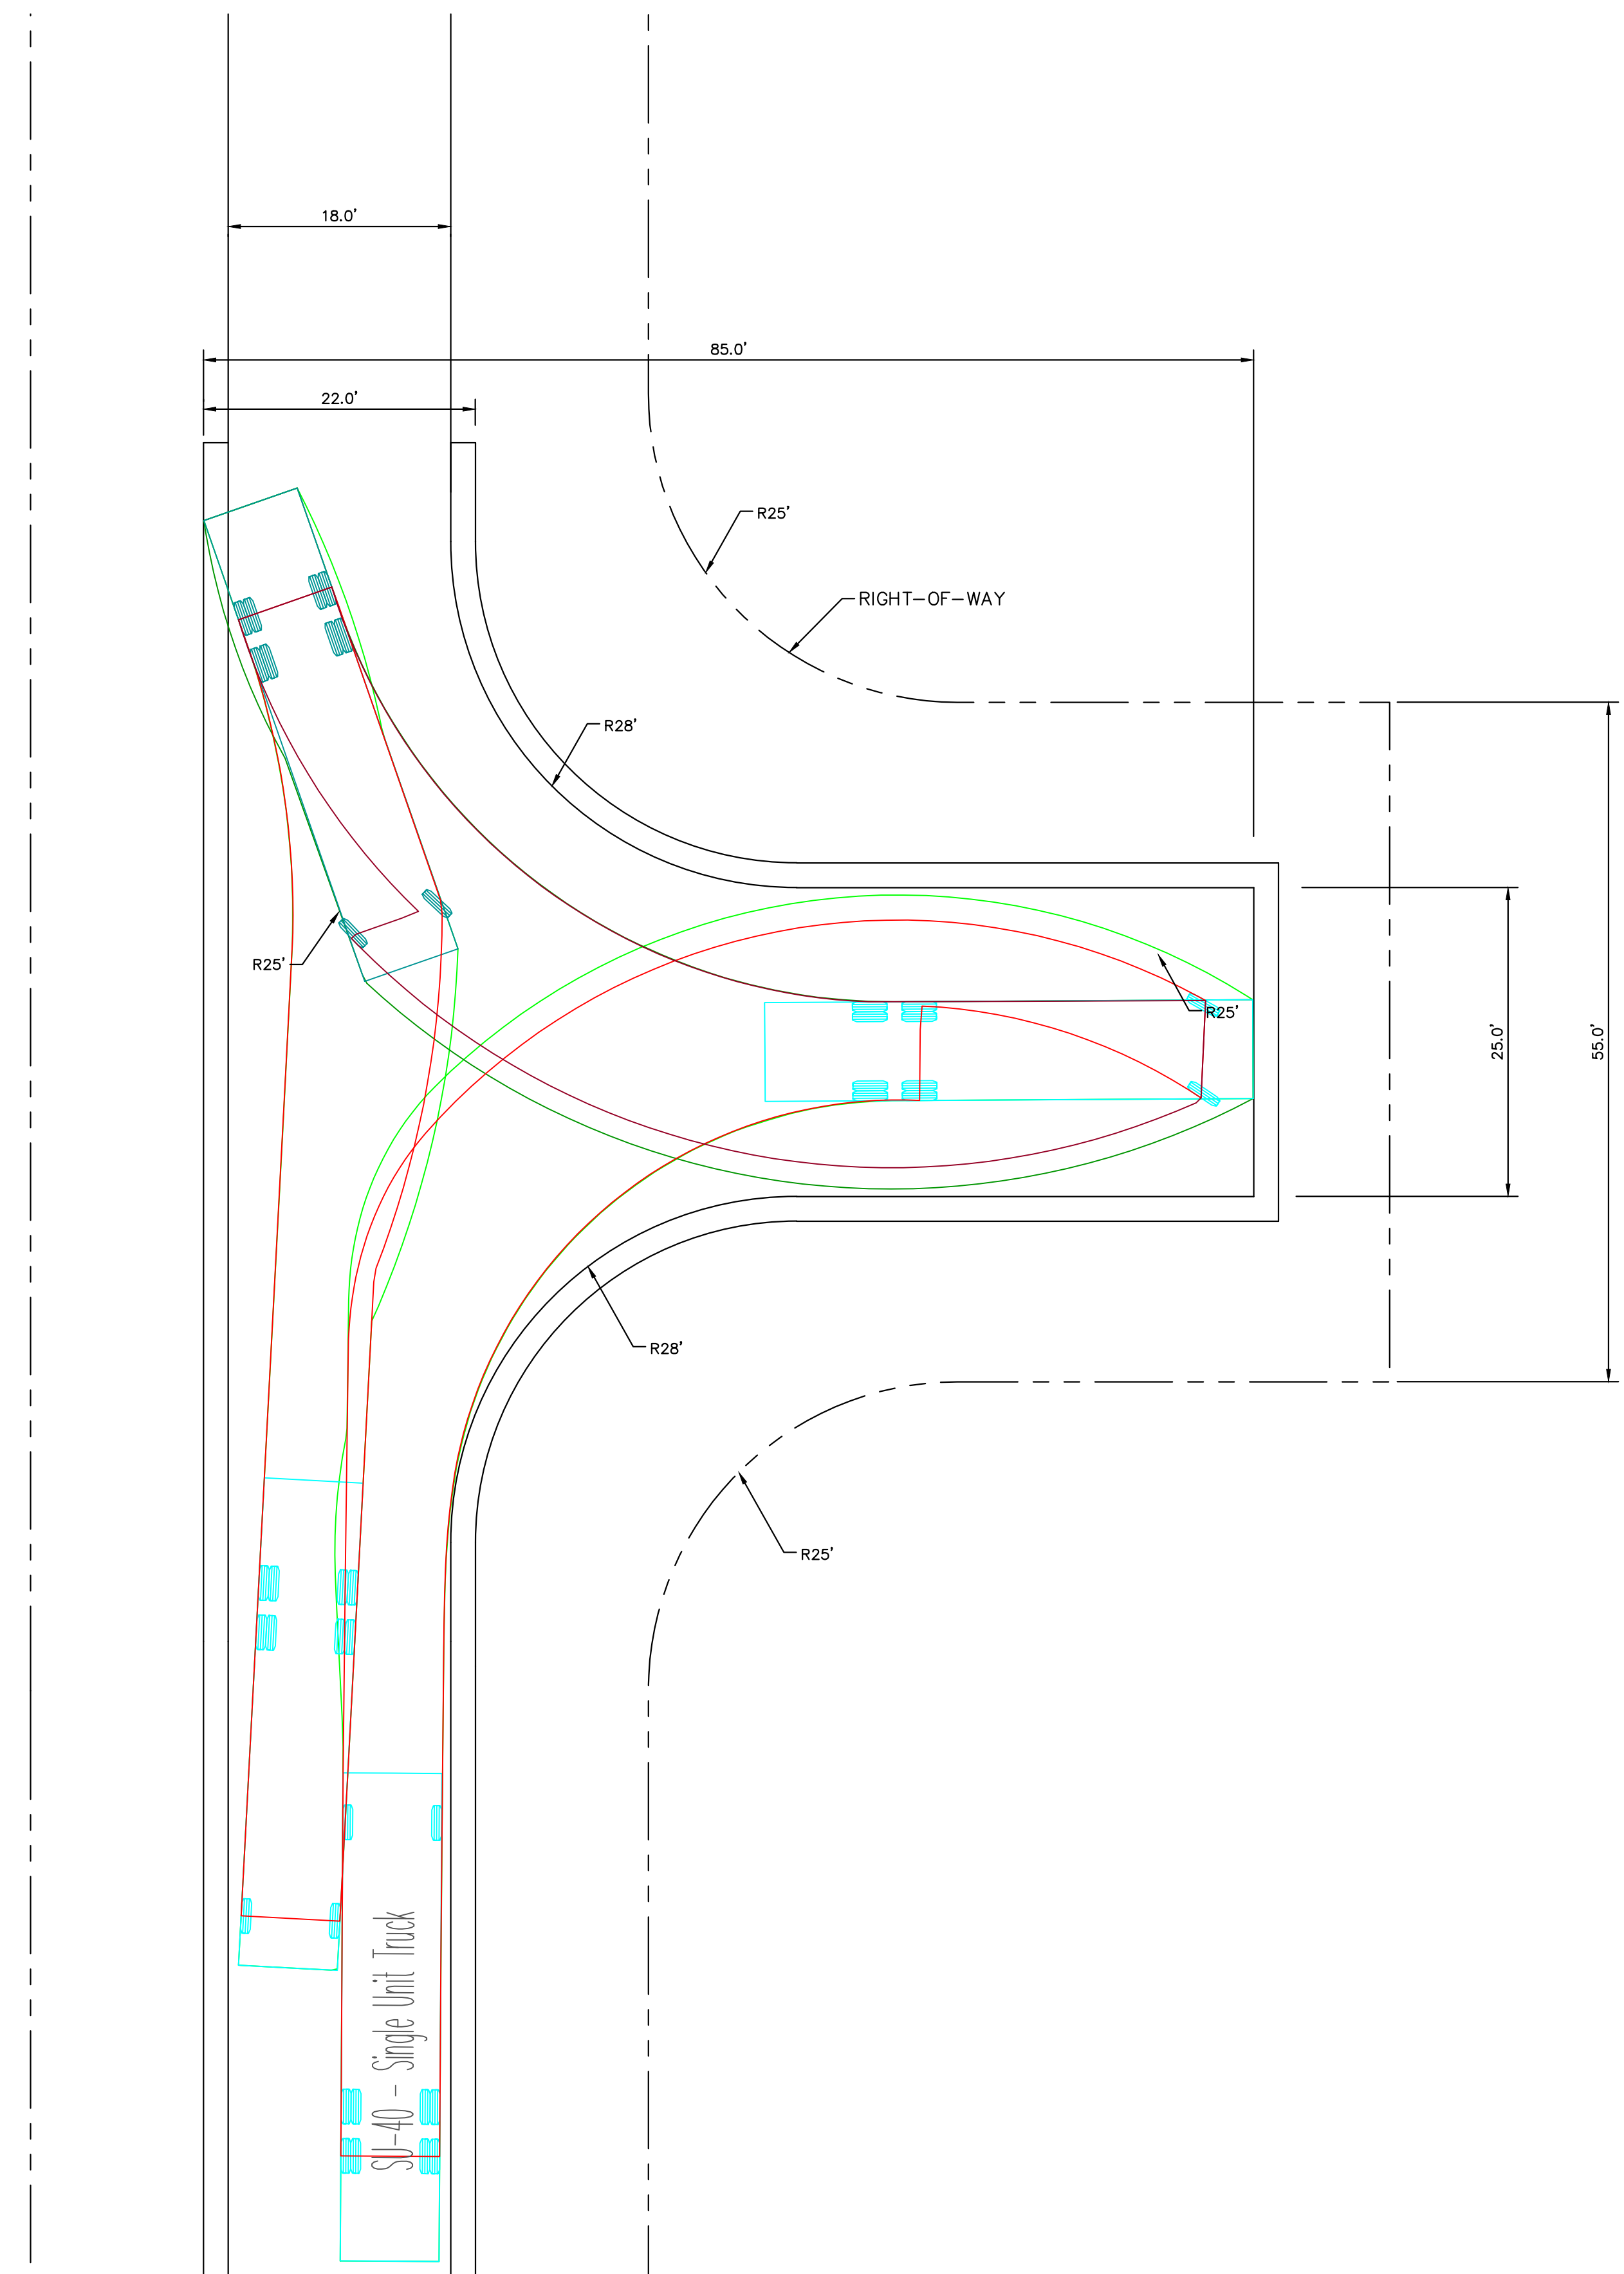 18.0'
85.0'
22.0'
R25'
RIGHT-OF-WAY
R28'
R25'
R25'
25.0'
55.0'
R28'
R25'
SU-40 - Single Unit Truck